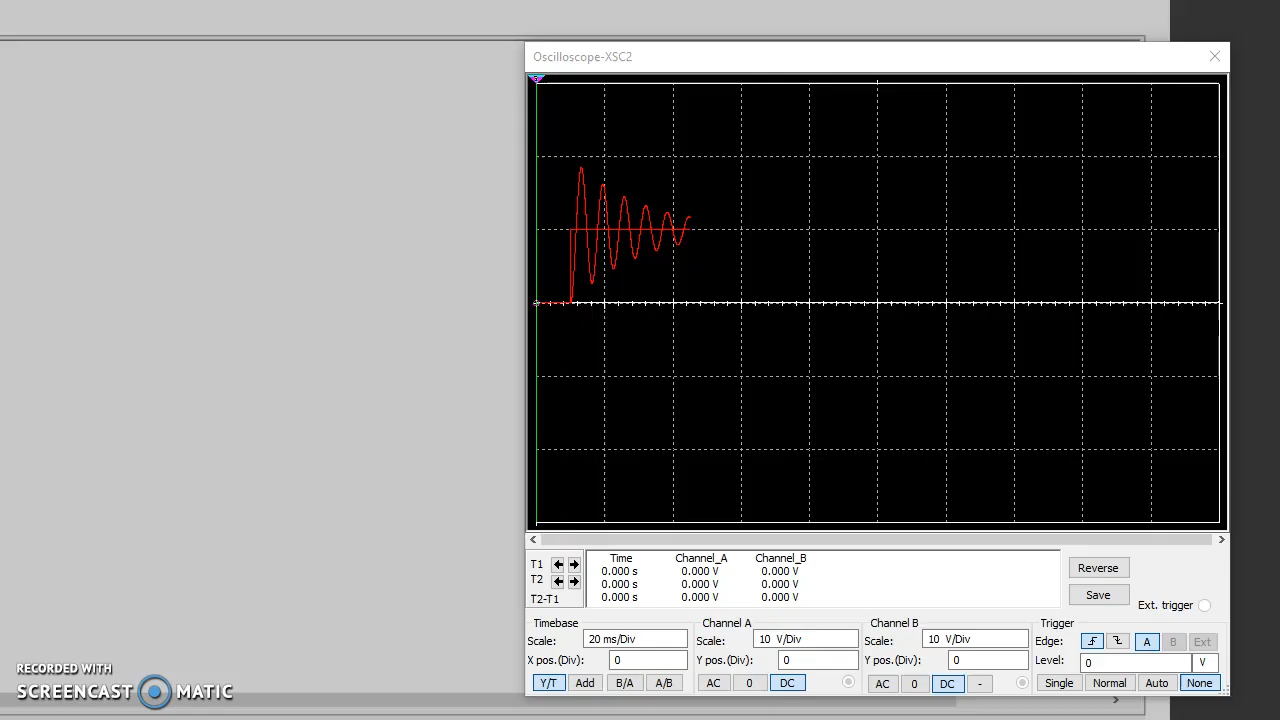 Oscilloscope-XSC2
Time Channel_A Channel_B
T1 0.000 s 0.000 V 0.000 V
T2 0.000 s 0.000 V 0.000 V
T2-T1 0.000 s 0.000 V 0.000 V
Reverse
Save
Ext. trigger
Timebase
Scale: 20 ms/Div
X pos.(Div): 0
Y/T Add B/A A/B
Channel A
Scale: 10 V/Div
Y pos.(Div): 0
AC 0 DC
Channel B
Scale: 10 V/Div
Y pos.(Div): 0
AC 0 DC -
Trigger
Edge: A B Ext
Level: 0 V
Single Normal Auto None
RECORDED WITH
SCREENCAST MATIC